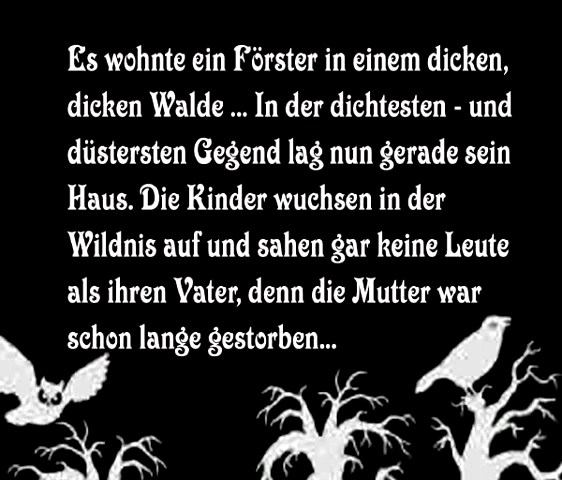 Es wohnte ein Förster in einem dicken,
dicken Walde ... In der dichtesten - und
düstersten Gegend lag nun gerade sein
Haus. Die Kinder wuchsen in der
Wildnis auf und sahen gar keine Leute
als ihren Vater, denn die Mutter war
schon lange gestorben...